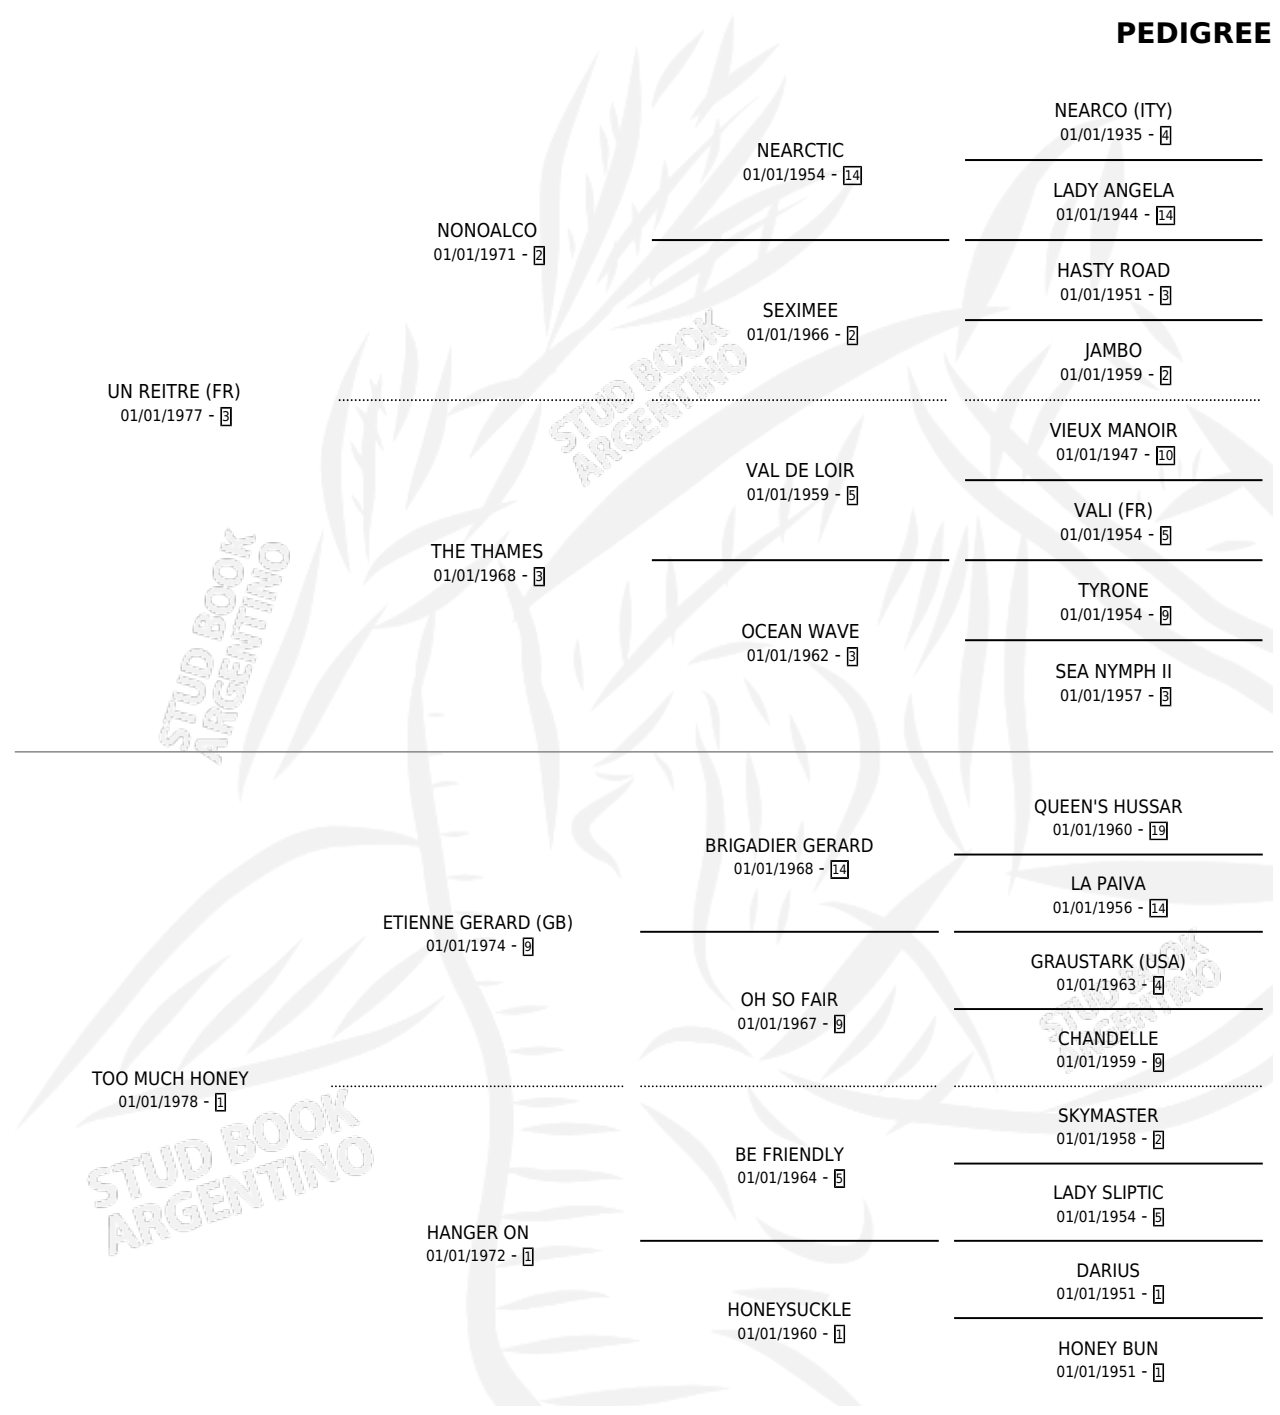 PEDIGREE
NEARCO (ITY)
01/01/1935 - 4
NEARCTIC
01/01/1954 - 14
LADY ANGELA
01/01/1944 - 14
NONOALCO
01/01/1971 - 2
HASTY ROAD
01/01/1951 - 3
SEXIMEE
01/01/1966 - 2
JAMBO
01/01/1959 - 2
UN REITRE (FR)
01/01/1977 - 3
STUD BOOK
ARGENTINO
VIEUX MANOIR
01/01/1947 - 10
VAL DE LOIR
01/01/1959 - 5
VALI (FR)
01/01/1954 - 5
THE THAMES
01/01/1968 - 3
TYRONE
01/01/1954 - 9
OCEAN WAVE
01/01/1962 - 3
SEA NYMPH II
01/01/1957 - 3
STUD BOOK
ARGENTINO
QUEEN'S HUSSAR
01/01/1960 - 19
BRIGADIER GERARD
01/01/1968 - 14
LA PAIVA
01/01/1956 - 14
ETIENNE GERARD (GB)
01/01/1974 - 9
GRAUSTARK (USA)
01/01/1963 - 4
OH SO FAIR
01/01/1967 - 9
STUD BOOK
ARGENTINO
CHANDELLE
01/01/1959 - 9
TOO MUCH HONEY
01/01/1978 - 1
SKYMASTER
01/01/1958 - 2
BE FRIENDLY
01/01/1964 - 5
STUD BOOK
ARGENTINO
LADY SLIPTIC
01/01/1954 - 5
HANGER ON
01/01/1972 - 1
DARIUS
01/01/1951 - 1
HONEYSUCKLE
01/01/1960 - 1
HONEY BUN
01/01/1951 - 1